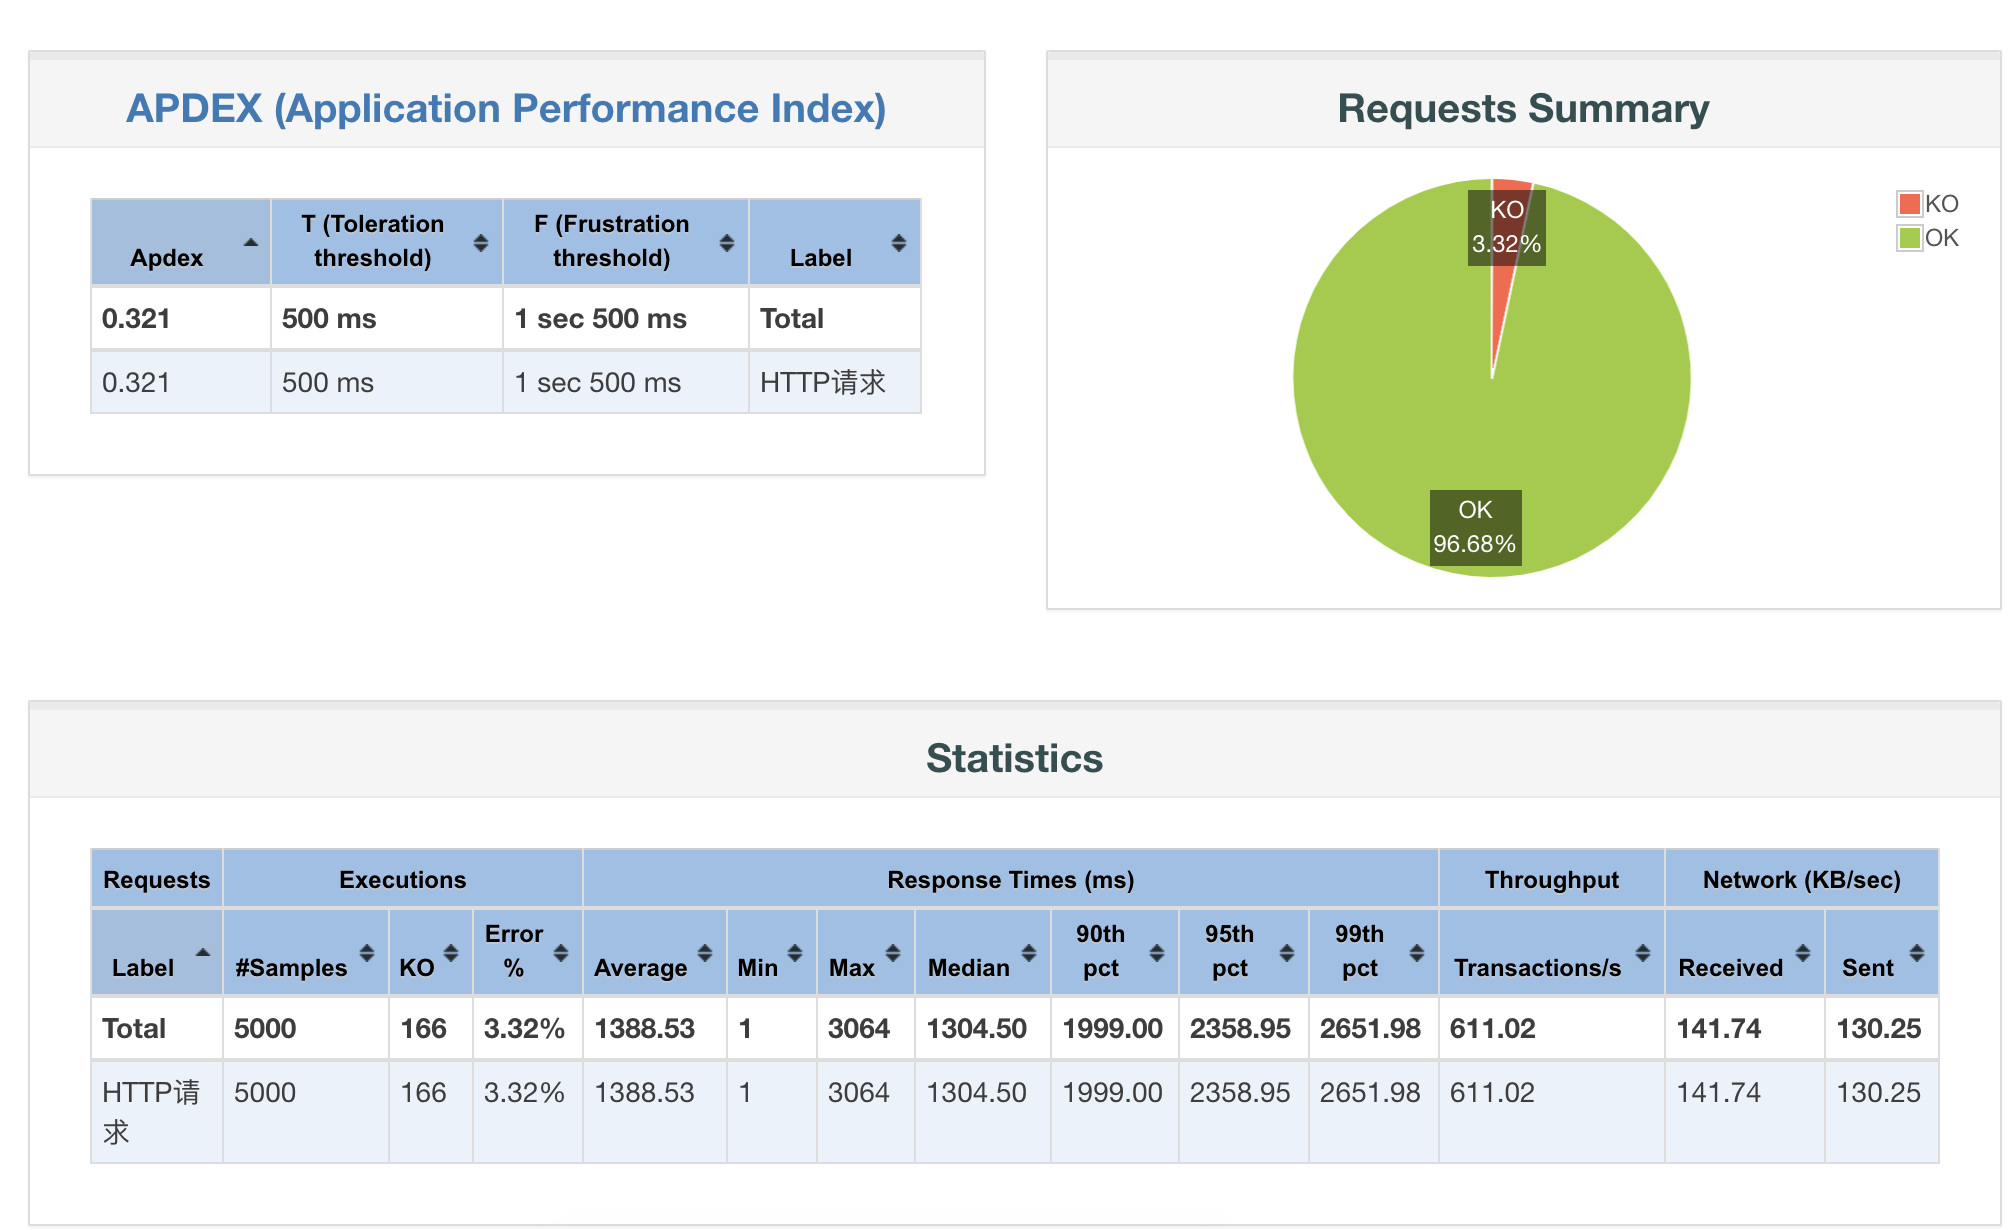 APDEX (Application Performance Index)
Apdex T (Toleration threshold) F (Frustration threshold) Label
0.321 500 ms 1 sec 500 ms Total
0.321 500 ms 1 sec 500 ms HTTP请求
Requests Summary
KO
3.32%
OK
96.68%
KO
OK
Statistics
Requests Executions Response Times (ms) Throughput Network (KB/sec)
Label #Samples KO Error % Average Min Max Median 90th pct 95th pct 99th pct Transactions/s Received Sent
Total 5000 166 3.32% 1388.53 1 3064 1304.50 1999.00 2358.95 2651.98 611.02 141.74 130.25
HTTP请求 5000 166 3.32% 1388.53 1 3064 1304.50 1999.00 2358.95 2651.98 611.02 141.74 130.25